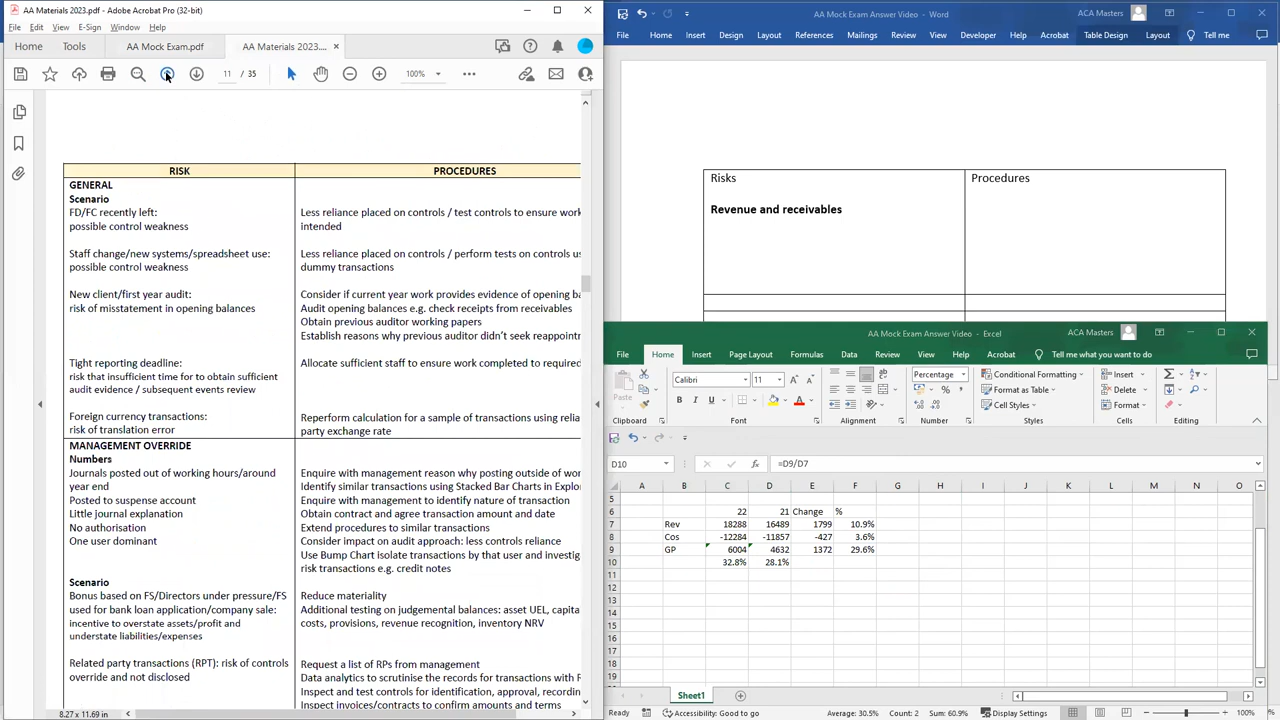 AA Materials 2023.pdf - Adobe Acrobat Pro (32-bit)
File Edit View E-Sign Window Help
Home Tools AA Mock Exam.pdf AA Materials 2023.... ×
11 / 35 100%
RISK PROCEDURES
GENERAL
Scenario
FD/FC recently left: Less reliance placed on controls / test controls to ensure work
possible control weakness intended
Staff change/new systems/spreadsheet use: Less reliance placed on controls / perform tests on controls us
possible control weakness dummy transactions
New client/first year audit: Consider if current year work provides evidence of opening ba
risk of misstatement in opening balances Audit opening balances e.g. check receipts from receivables
Obtain previous auditor working papers
Establish reasons why previous auditor didn't seek reappointr
Tight reporting deadline: Allocate sufficient staff to ensure work completed to required
risk that insufficient time for to obtain sufficient
audit evidence / subsequent events review
Foreign currency transactions: Reperform calculation for a sample of transactions using relia
risk of translation error party exchange rate
MANAGEMENT OVERRIDE
Numbers
Journals posted out of working hours/around Enquire with management reason why posting outside of wor
year end Identify similar transactions using Stacked Bar Charts in Explor
Posted to suspense account Enquire with management to identify nature of transaction
Little journal explanation Obtain contract and agree transaction amount and date
No authorisation Extend procedures to similar transactions
One user dominant Consider impact on audit approach: less controls reliance
Use Bump Chart isolate transactions by that user and investig
risk transactions e.g. credit notes
Scenario
Bonus based on FS/Directors under pressure/FS Reduce materiality
used for bank loan application/company sale: Additional testing on judgemental balances: asset UEL, capita
incentive to overstate assets/profit and costs, provisions, revenue recognition, inventory NRV
understate liabilities/expenses
Related party transactions (RPT): risk of controls Request a list of RPs from management
override and not disclosed Data analytics to scrutinise the records for transactions with R
Inspect and test controls for identification, approval, recordin
Inspect invoices/contracts to confirm amounts and terms
8.27 x 11.69 in
AA Mock Exam Answer Video - Word ACA Masters
File Home Insert Design Layout References Mailings Review View Developer Help Acrobat Table Design Layout Tell me
Risks Procedures
Revenue and receivables
AA Mock Exam Answer Video - Excel ACA Masters
File Home Insert Page Layout Formulas Data Review View Help Acrobat Tell me what you want to do
Paste Calibri 11 Percentage Conditional Formatting Insert
B I U Format as Table Delete
Cell Styles Format
Clipboard Font Alignment Number Styles Cells Editing
D10 fx =D9/D7
A B C D E F G H I J K L M N O
5
6 22 21 Change %
7 Rev 18288 16489 1799 10.9%
8 Cos -12284 -11857 -427 3.6%
9 GP 6004 4632 1372 29.6%
10 32.8% 28.1%
11
12
13
14
15
16
17
18
Sheet1
Ready Accessibility: Good to go Average: 30.5% Count: 2 Sum: 60.9% Display Settings 100%